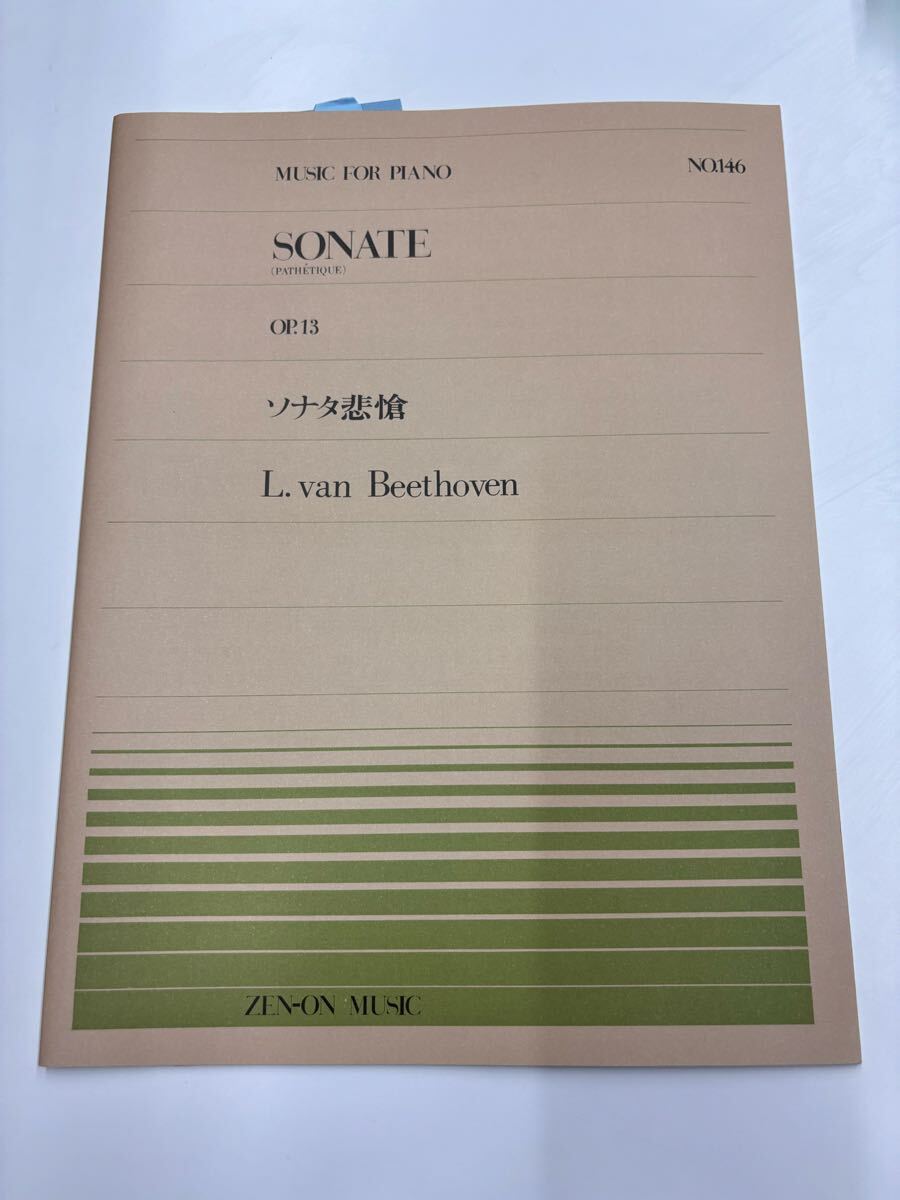 MUSIC FOR PIANO
NO.146
SONATE
(PATHÉTIQUE)
OP.13
ソナタ悲愴
L. van Beethoven
ZEN-ON MUSIC